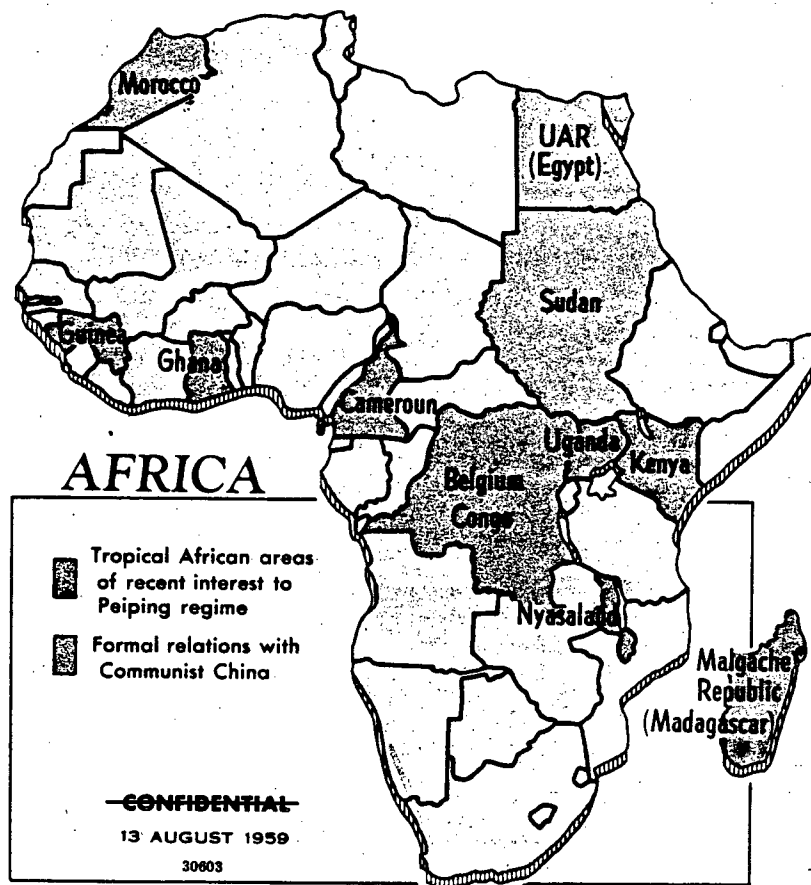 Morocco
UAR
(Egypt)
Sudan
Guinea
Ghana
Cameroun
Uganda
Kenya
Belgium
Congo
Nyasaland
Malgache
Republic
(Madagascar)
AFRICA
Tropical African areas
of recent interest to
Peiping regime
Formal relations with
Communist China
CONFIDENTIAL
13 AUGUST 1959
30603